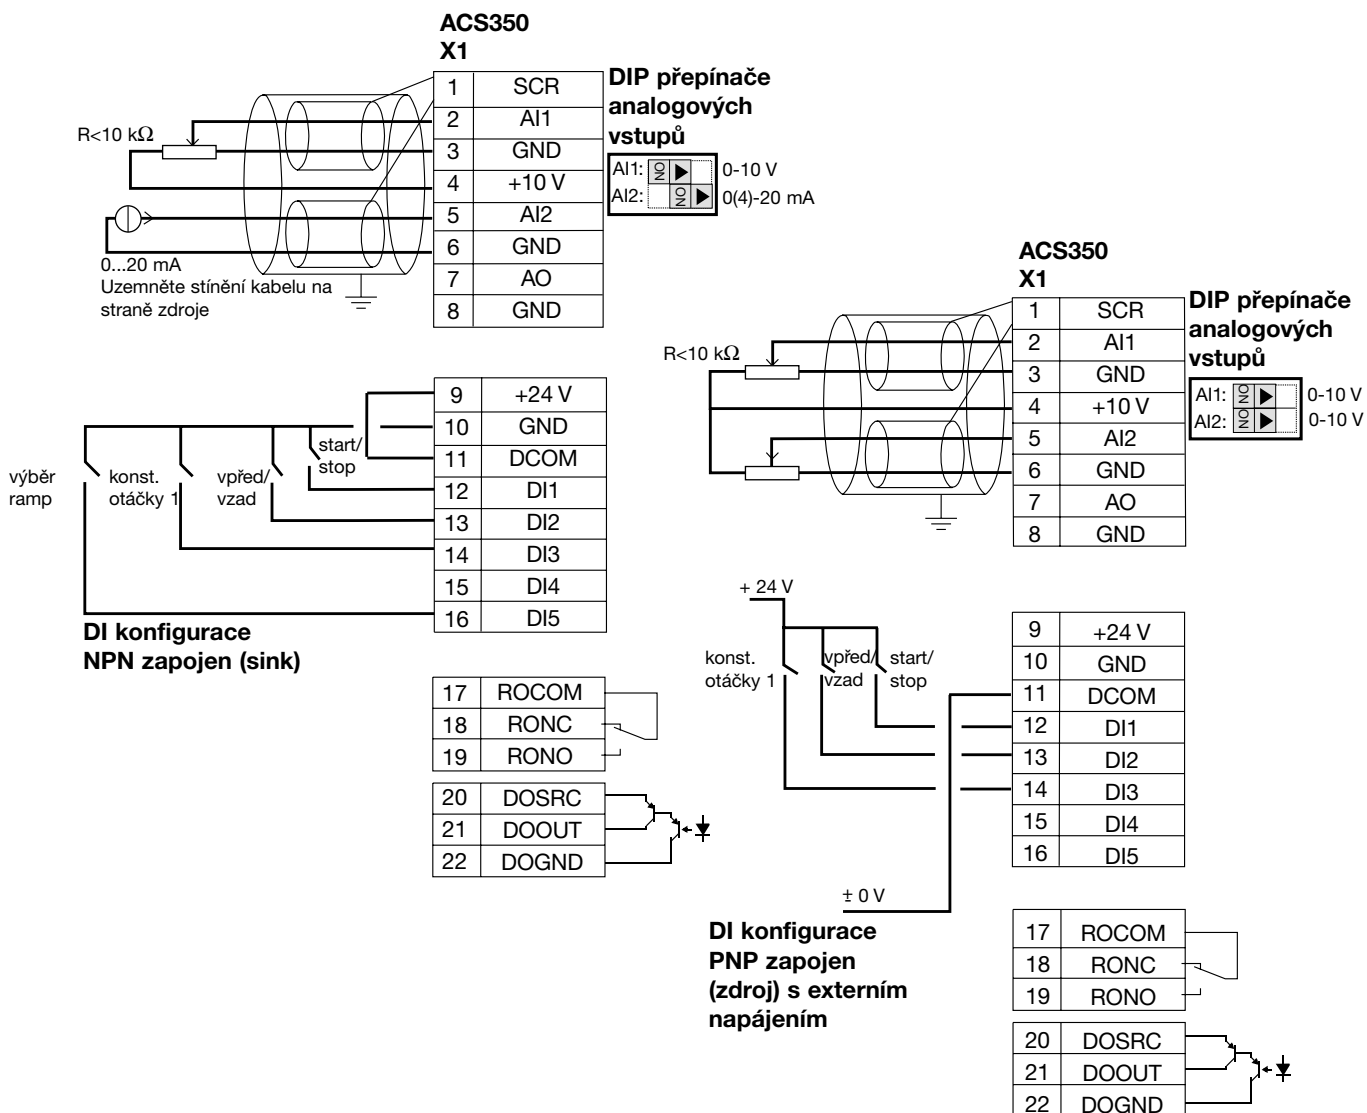 ACS350
X1
1 SCR
2 AI1
3 GND
4 +10 V
5 AI2
6 GND
7 AO
8 GND
DIP přepínače
analogových
vstupů
AI1: ON 0-10 V
AI2: ON 0(4)-20 mA
R<10 kΩ
0...20 mA
Uzemněte stínění kabelu na
straně zdroje
9 +24 V
10 GND
11 DCOM
12 DI1
13 DI2
14 DI3
15 DI4
16 DI5
výběr
ramp
konst.
otáčky 1
vpřed/
vzad
start/
stop
DI konfigurace
NPN zapojen (sink)
17 ROCOM
18 RONC
19 RONO
20 DOSRC
21 DOOUT
22 DOGND
ACS350
X1
1 SCR
2 AI1
3 GND
4 +10 V
5 AI2
6 GND
7 AO
8 GND
DIP přepínače
analogových
vstupů
AI1: ON 0-10 V
AI2: ON 0-10 V
R<10 kΩ
+ 24 V
konst.
otáčky 1
vpřed/
vzad
start/
stop
9 +24 V
10 GND
11 DCOM
12 DI1
13 DI2
14 DI3
15 DI4
16 DI5
± 0 V
DI konfigurace
PNP zapojen
(zdroj) s externím
napájením
17 ROCOM
18 RONC
19 RONO
20 DOSRC
21 DOOUT
22 DOGND